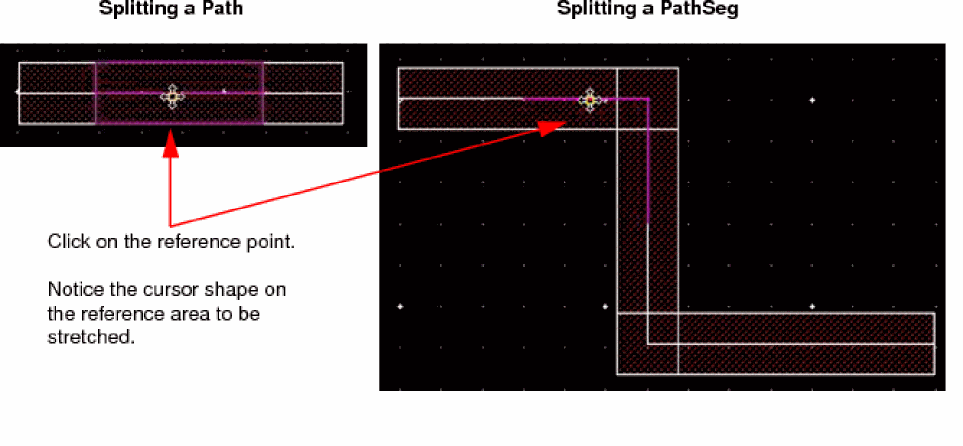 Splitting a Path
Splitting a PathSeg
Click on the reference point.
Notice the cursor shape on
the reference area to be
stretched.